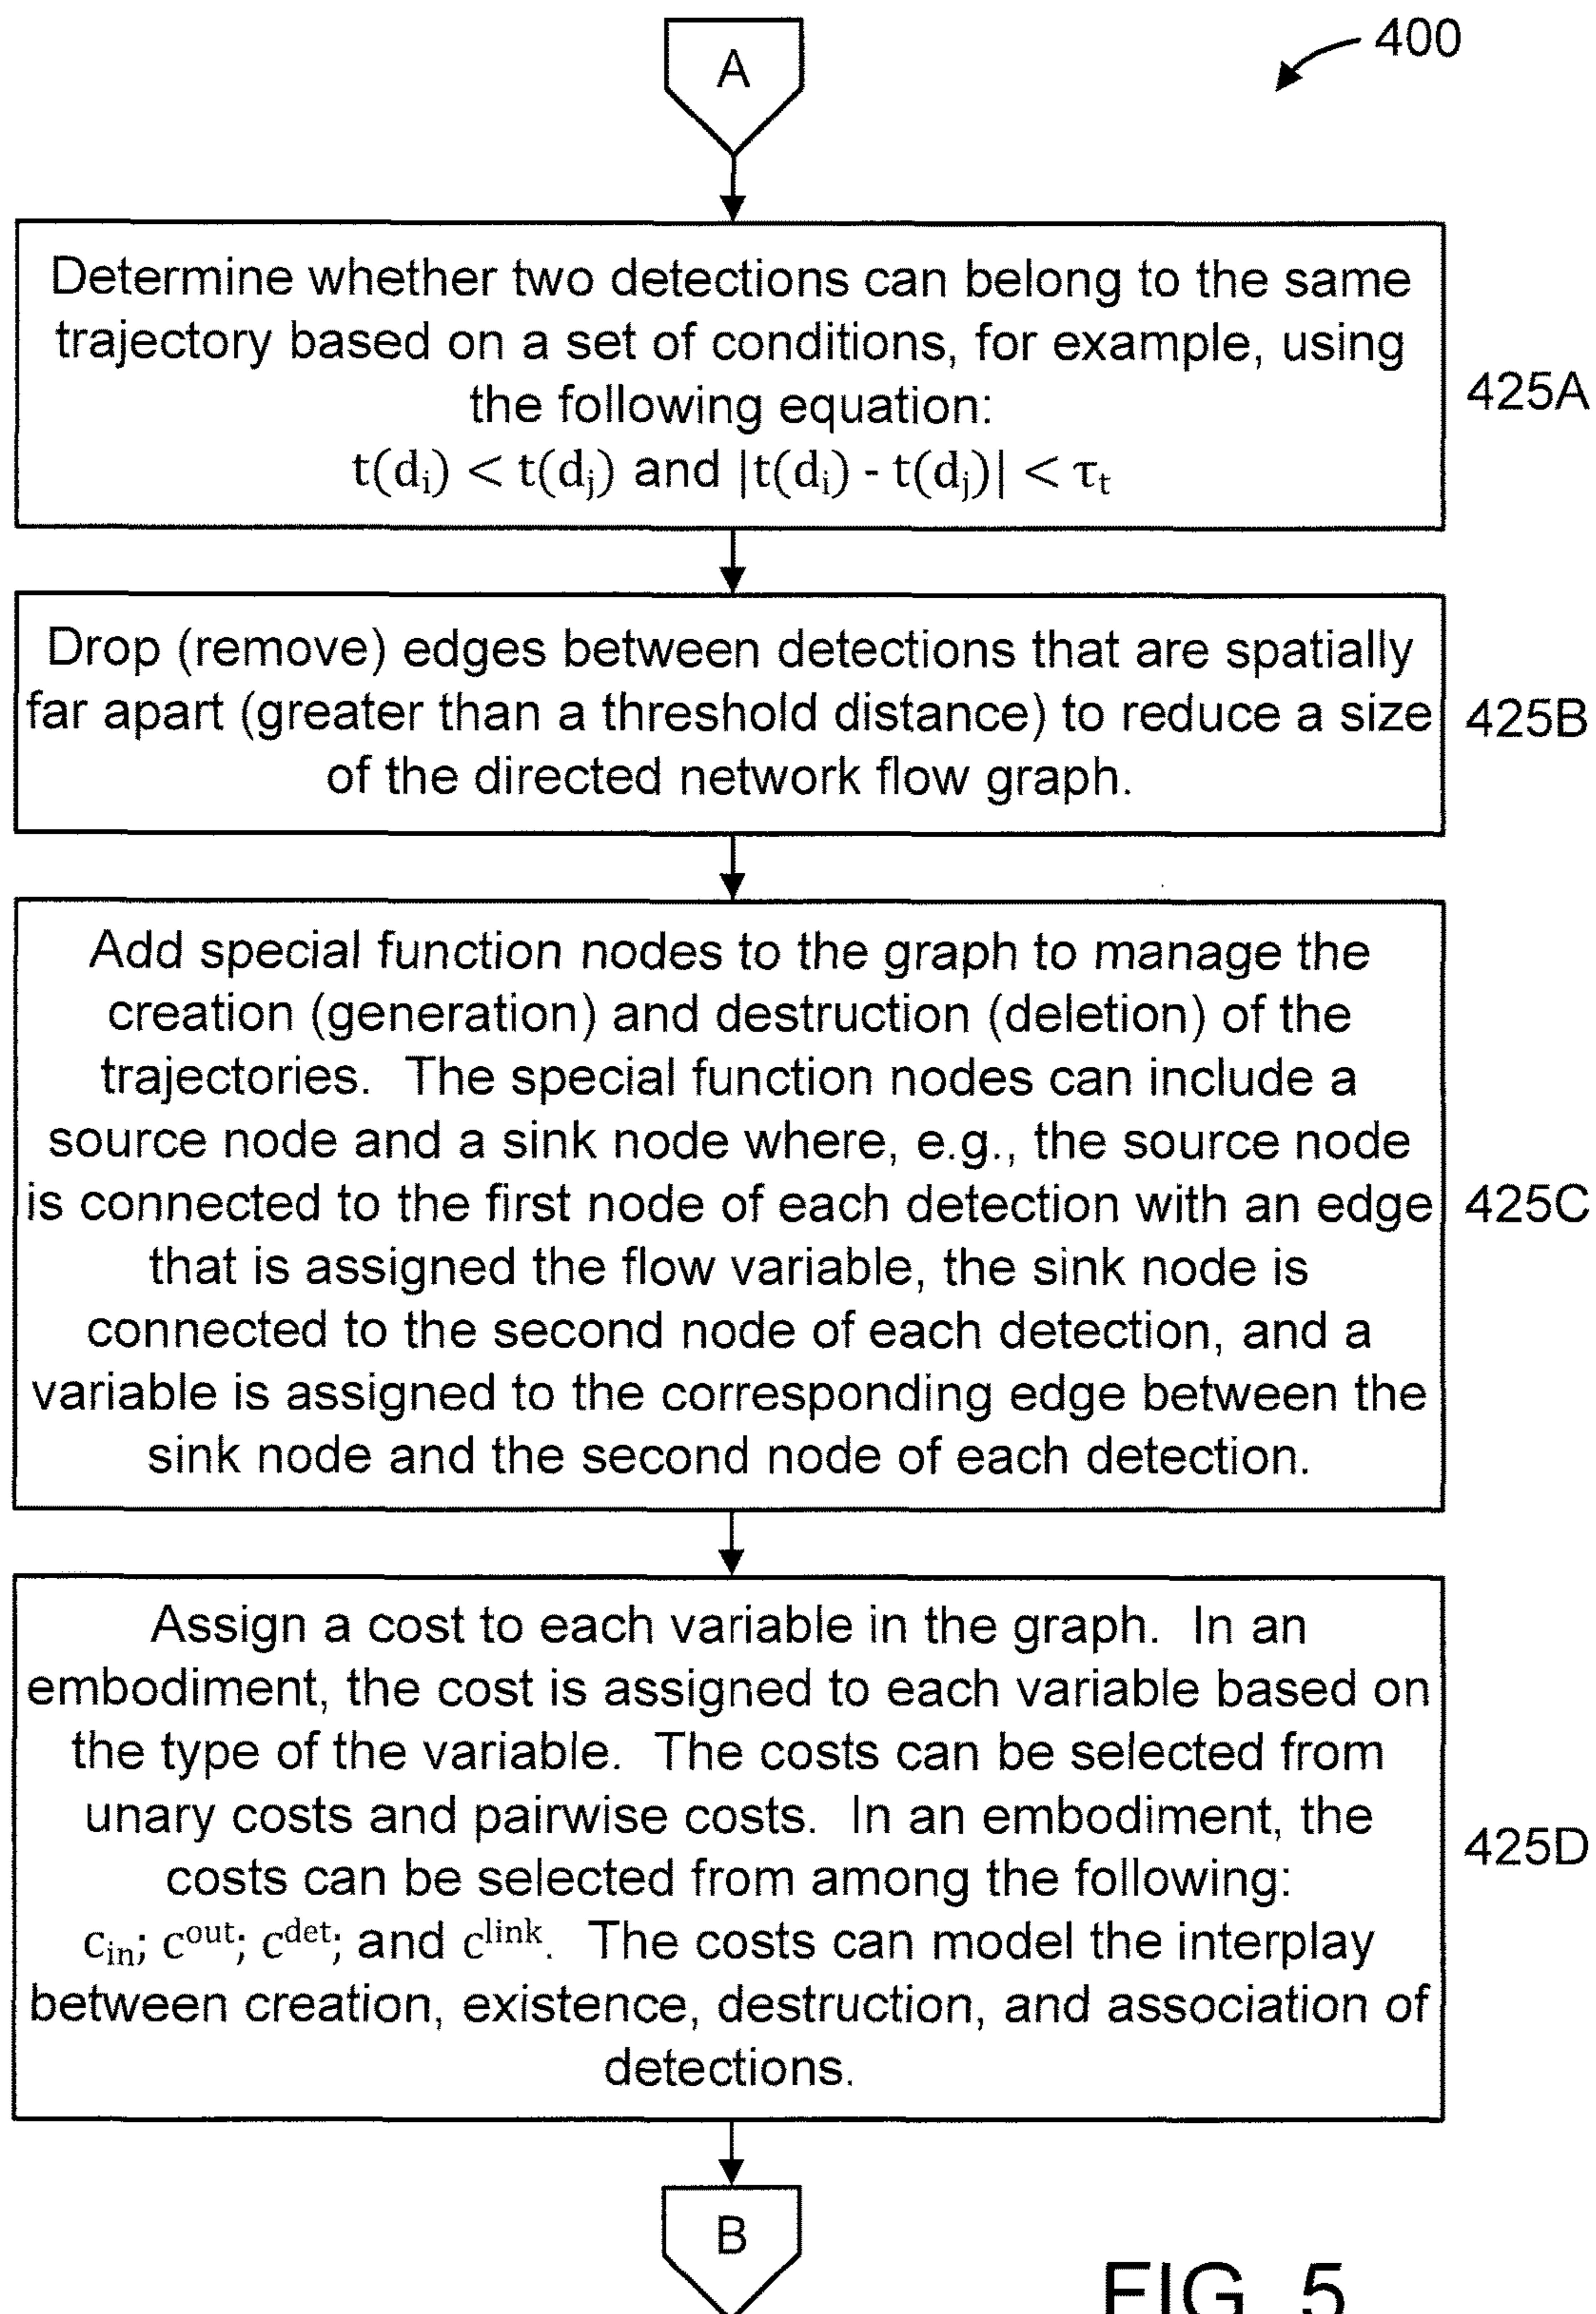 A
400
Determine whether two detections can belong to the same
trajectory based on a set of conditions, for example, using
the following equation:
t(dᵢ) < t(dⱼ) and |t(dᵢ) - t(dⱼ)| < τₜ
425A
Drop (remove) edges between detections that are spatially
far apart (greater than a threshold distance) to reduce a size
of the directed network flow graph.
425B
Add special function nodes to the graph to manage the
creation (generation) and destruction (deletion) of the
trajectories. The special function nodes can include a
source node and a sink node where, e.g., the source node
is connected to the first node of each detection with an edge
that is assigned the flow variable, the sink node is
connected to the second node of each detection, and a
variable is assigned to the corresponding edge between the
sink node and the second node of each detection.
425C
Assign a cost to each variable in the graph. In an
embodiment, the cost is assigned to each variable based on
the type of the variable. The costs can be selected from
unary costs and pairwise costs. In an embodiment, the
costs can be selected from among the following:
cᵢₙ; cᵒᵘᵗ; cᵈᵉᵗ; and cˡⁱⁿᵏ. The costs can model the interplay
between creation, existence, destruction, and association of
detections.
425D
B
FIG. 5